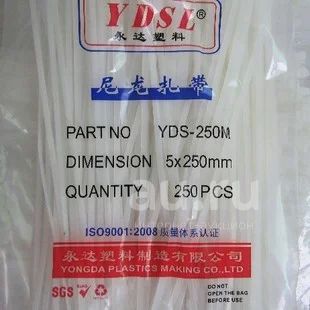 YDSL®
永达塑料
尼龙扎带
PART NO YDS-250M
DIMENSION 5x250mm
QUANTITY 250PCS
au.ru
ISO9001:2008质量体系认证
永达塑料制造有限公司
YONGDA PLASTICS MAKING CO., LTD
SGS
DO NOT
OPEN THE BAG
BEFORE USE